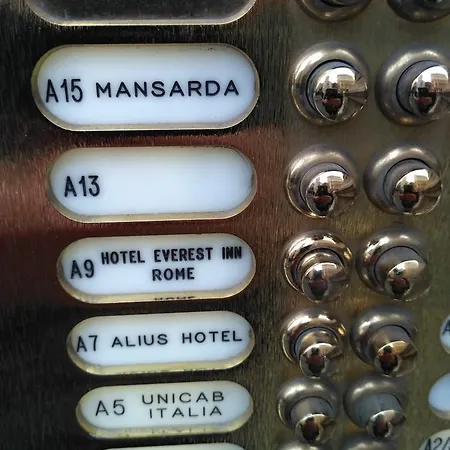 A15 MANSARDA
A13
A9 HOTEL EVEREST INN
ROME
A7 ALIUS HOTEL
A5 UNICAB
ITALIA